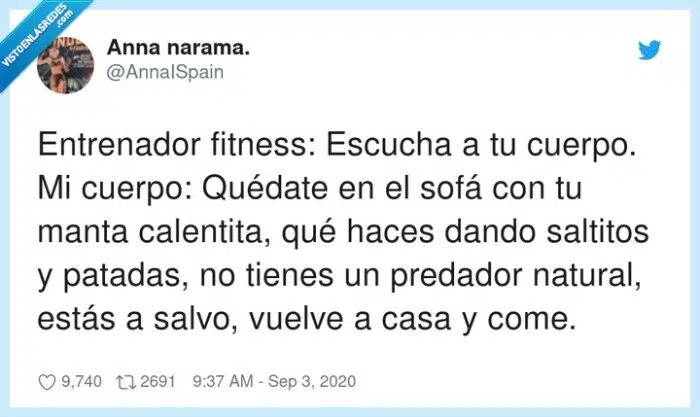 VISTOENLASREDES
.com
Anna narama.
@AnnalSpain
Entrenador fitness: Escucha a tu cuerpo.
Mi cuerpo: Quédate en el sofá con tu
manta calentita, qué haces dando saltitos
y patadas, no tienes un predador natural,
estás a salvo, vuelve a casa y come.
9,740 2691 9:37 AM - Sep 3, 2020